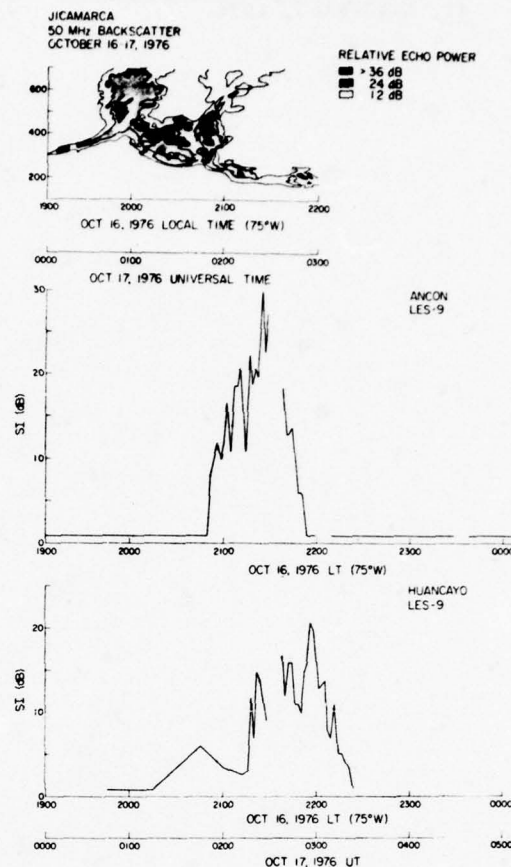 JICAMARCA
50 MHz BACKSCATTER
OCTOBER 16-17, 1976
RELATIVE ECHO POWER
> 36 dB
24 dB
12 dB
600
400
200
1900 2000 2100 2200
OCT 16, 1976 LOCAL TIME (75°W)
0000 0100 0200 0300
OCT 17, 1976 UNIVERSAL TIME
ANCON
LES-9
30
20
10
0
SI (dB)
1900 2000 2100 2200 2300 0000
OCT 16, 1976 LT (75°W)
HUANCAYO
LES-9
20
10
0
SI (dB)
1900 2000 2100 2200 2300 0000
OCT 16, 1976 LT (75°W)
0000 0100 0200 0300 0400 0500
OCT 17, 1976 UT